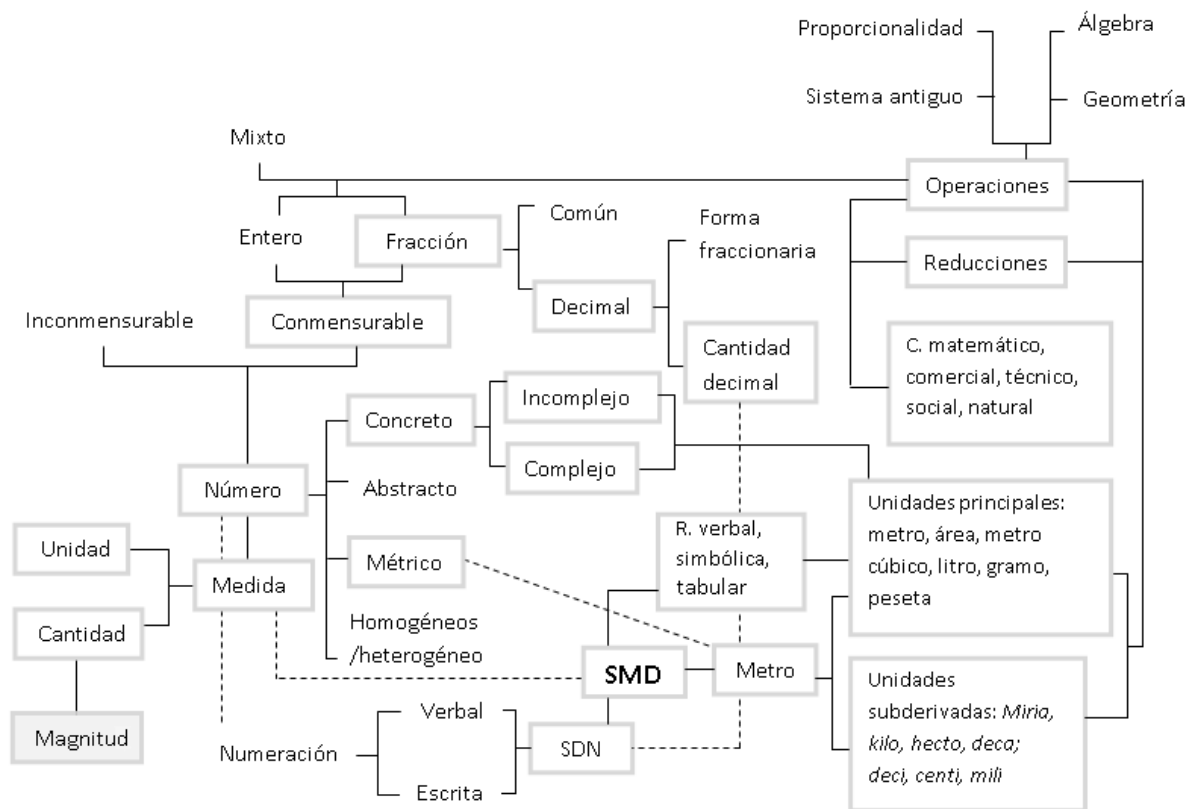 Proporcionalidad
Álgebra
Sistema antiguo
Geometría
Mixto
Operaciones
Entero
Fracción
Común
Forma
fraccionaria
Reducciones
Decimal
Inconmensurable
Conmensurable
Cantidad
decimal
C. matemático,
comercial, técnico,
social, natural
Concreto
Incomplejo
Complejo
Número
Abstracto
Unidades principales:
metro, área, metro
cúbico, litro, gramo,
peseta
R. verbal,
simbólica,
tabular
Unidad
Medida
Métrico
Cantidad
Homogéneos
/heterogéneo
SMD
Metro
Unidades
subderivadas: Miria,
kilo, hecto, deca;
deci, centi, mili
Magnitud
Numeración
Verbal
SDN
Escrita